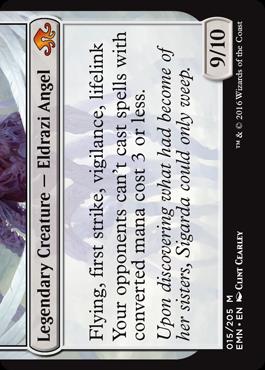 Legendary Creature — Eldrazi Angel
Flying, first strike, vigilance, lifelink
Your opponents can't cast spells with
converted mana cost 3 or less.
Upon discovering what had become of
her sisters, Sigarda could only weep.
9/10
015/205 M
EMN • EN CLINT CEARLEY
™ & © 2016 Wizards of the Coast